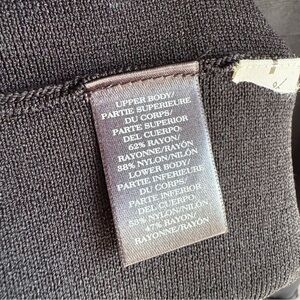 UPPER BODY/
PARTIE SUPERIEURE
DU CORPS/
PARTE SUPERIOR
DEL CUERPO:
62% RAYON/
RAYONNE/RAYÓN
38% NYLON/NILÓN
LOWER BODY/
PARTIE INFERIEURE
DU CORPS/
PARTE INFERIOR
DEL CUERPO:
53% NYLON/NILÓN
47% RAYON/
RAYONNE/RAYÓN